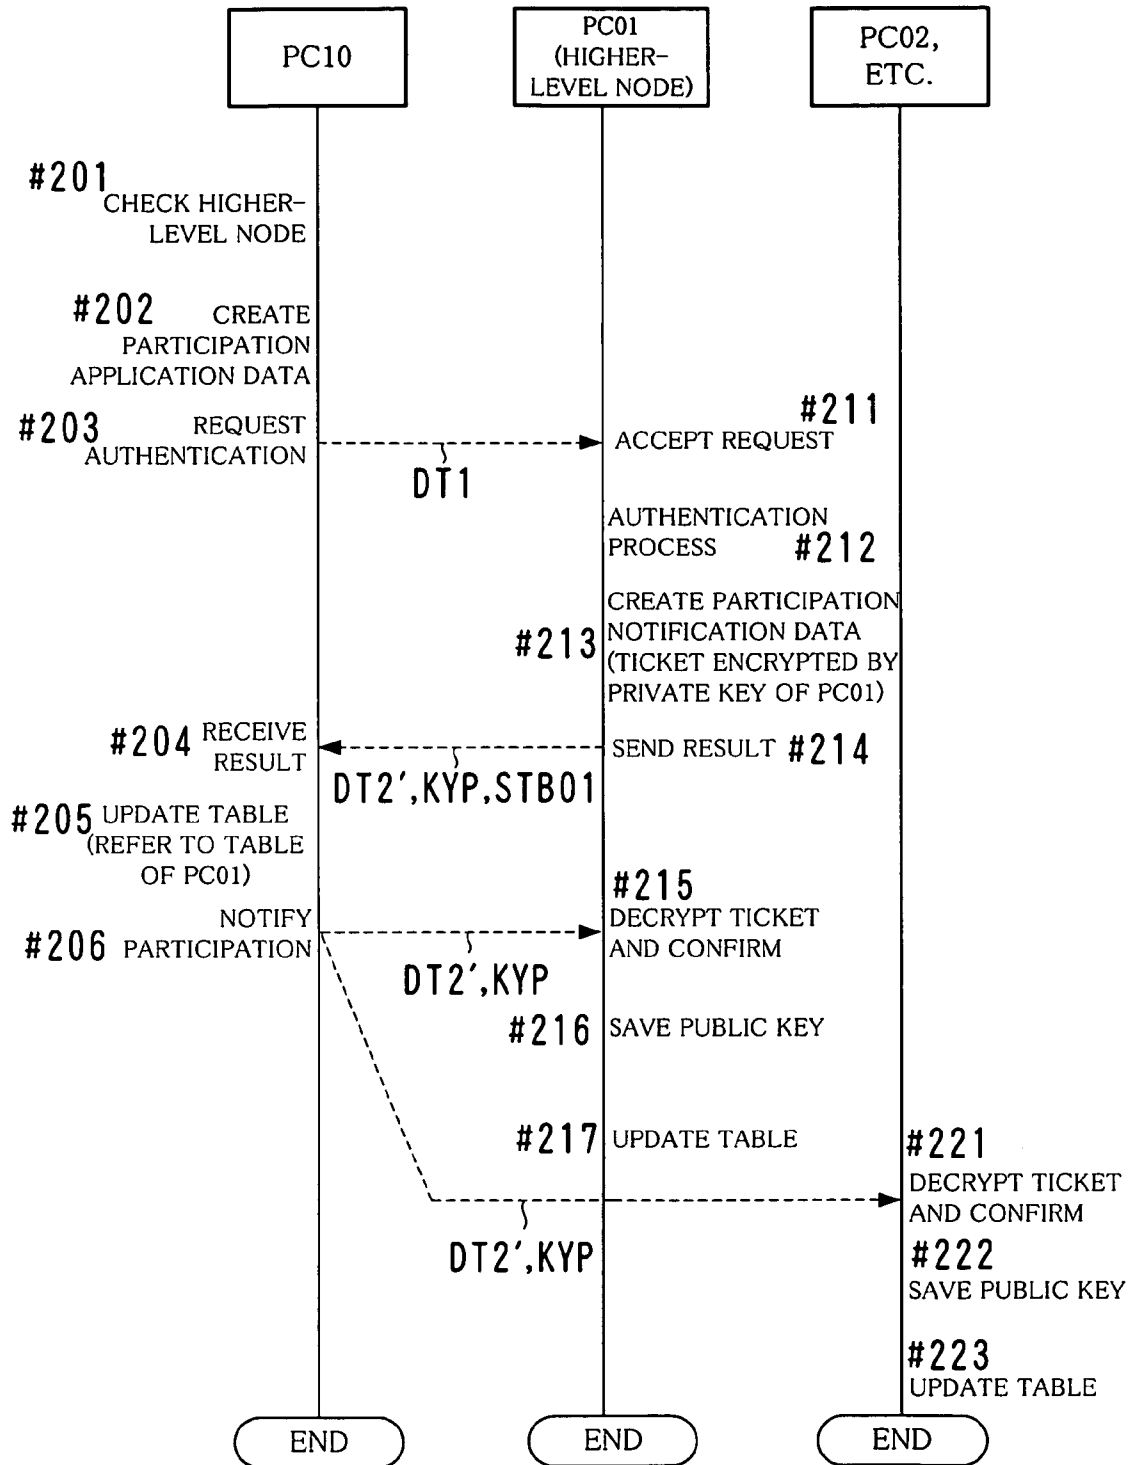 PC10
PC01
(HIGHER-
LEVEL NODE)
PC02,
ETC.
#201
CHECK HIGHER-
LEVEL NODE
#202 CREATE
PARTICIPATION
APPLICATION DATA
#203 REQUEST
AUTHENTICATION
DT1
#211
ACCEPT REQUEST
AUTHENTICATION
PROCESS #212
#213
CREATE PARTICIPATION
NOTIFICATION DATA
(TICKET ENCRYPTED BY
PRIVATE KEY OF PC01)
#204 RECEIVE
RESULT
SEND RESULT #214
DT2',KYP,STB01
#205 UPDATE TABLE
(REFER TO TABLE
OF PC01)
#206 NOTIFY
PARTICIPATION
#215
DECRYPT TICKET
AND CONFIRM
DT2',KYP
#216 SAVE PUBLIC KEY
#217 UPDATE TABLE
#221
DECRYPT TICKET
AND CONFIRM
DT2',KYP
#222
SAVE PUBLIC KEY
#223
UPDATE TABLE
END
END
END